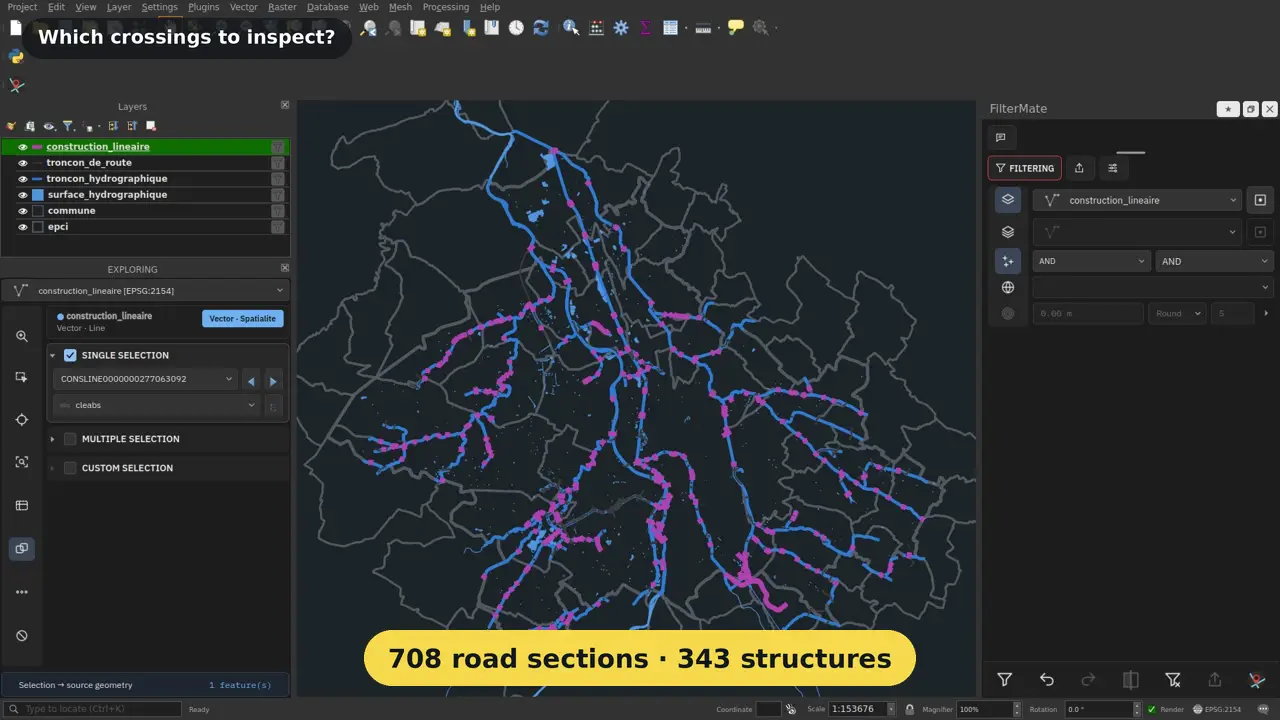 Project Edit View Layer Settings Plugins Vector Raster Database Web Mesh Processing Help
Which crossings to inspect?
Layers
construction_lineaire
troncon_de_route
troncon_hydrographique
surface_hydrographique
commune
epci
EXPLORING
construction_lineaire [EPSG:2154]
construction_lineaire
Vector · Line
Vector · Spatialite
SINGLE SELECTION
CONSLINE0000000277063092
cleabs
MULTIPLE SELECTION
CUSTOM SELECTION
Selection → source geometry 1 feature(s)
708 road sections · 343 structures
FilterMate
FILTERING
construction_lineaire
AND AND
0.00 m Round 5
Type to locate (Ctrl+K) Ready Coordinate Scale 1:153676 Magnifier 100% Rotation 0.0 ° Render EPSG:2154